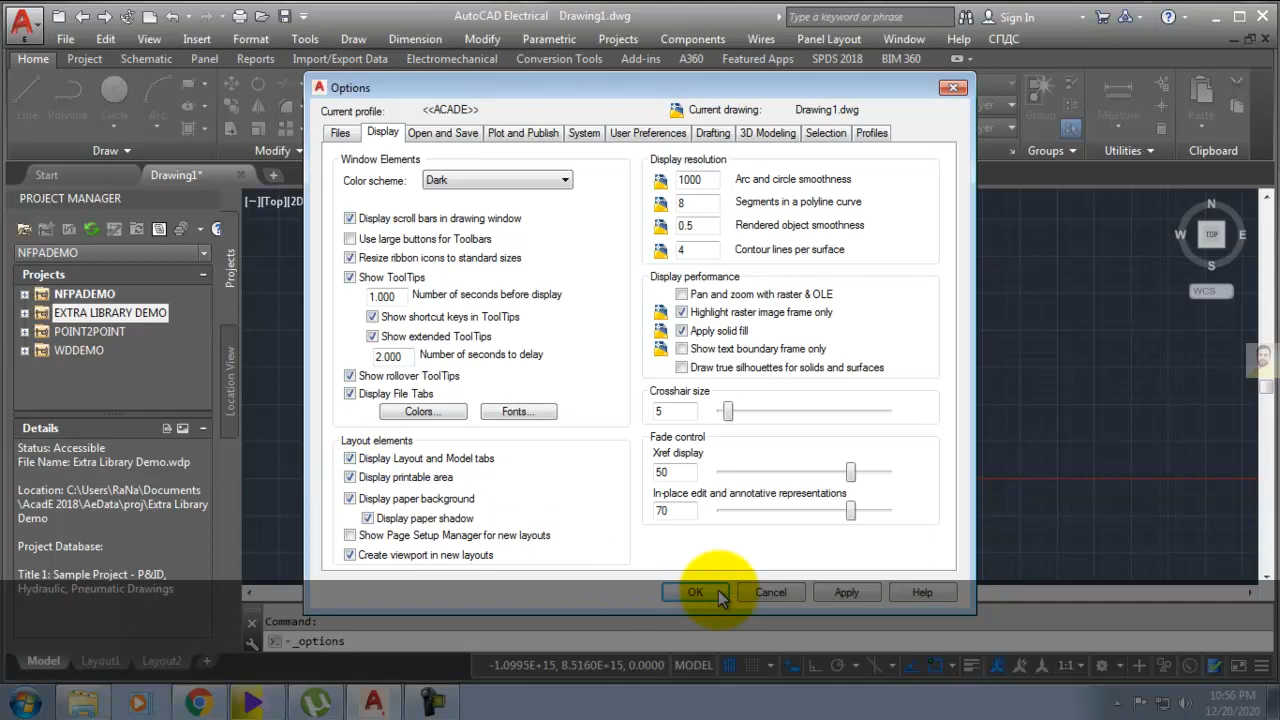 AutoCAD Electrical Drawing1.dwg
Type a keyword or phrase
Sign In
File Edit View Insert Format Tools Draw Dimension Modify Parametric Projects Components Wires Panel Layout Window Help СПДС
Home Project Schematic Panel Reports Import/Export Data Electromechanical Conversion Tools Add-ins A360 Featured Apps SPDS 2018 BIM 360
Line Polyline Circle Arc
Measure Paste
Draw Modify Groups Utilities Clipboard
Start Drawing1*
PROJECT MANAGER
NFPADEMO
Projects
NFPADEMO
EXTRA LIBRARY DEMO
POINT2POINT
WDDEMO
Projects
Location View
Details
Status: Accessible
File Name: Extra Library Demo.wdp
Location: C:\Users\RaNa\Documents
\AcadE 2018\AeData\proj\Extra Library
Demo
Project Database:
Title 1: Sample Project - P&ID,
Hydraulic, Pneumatic Drawings
[−][Top][2D
N
W TOP E
S
WCS
Options
Current profile: <<ACADE>> Current drawing: Drawing1.dwg
Files Display Open and Save Plot and Publish System User Preferences Drafting 3D Modeling Selection Profiles
Window Elements
Color scheme: Dark
Display scroll bars in drawing window
Use large buttons for Toolbars
Resize ribbon icons to standard sizes
Show ToolTips
1.000 Number of seconds before display
Show shortcut keys in ToolTips
Show extended ToolTips
2.000 Number of seconds to delay
Show rollover ToolTips
Display File Tabs
Colors... Fonts...
Layout elements
Display Layout and Model tabs
Display printable area
Display paper background
Display paper shadow
Show Page Setup Manager for new layouts
Create viewport in new layouts
Display resolution
1000 Arc and circle smoothness
8 Segments in a polyline curve
0.5 Rendered object smoothness
4 Contour lines per surface
Display performance
Pan and zoom with raster & OLE
Highlight raster image frame only
Apply solid fill
Show text boundary frame only
Draw true silhouettes for solids and surfaces
Crosshair size
5
Fade control
Xref display
50
In-place edit and annotative representations
70
OK Cancel Apply Help
Command:
_options
Model Layout1 Layout2 +
-1.0995E+15, 8.5160E+15, 0.0000 MODEL 1:1
10:56 PM
12/20/2020